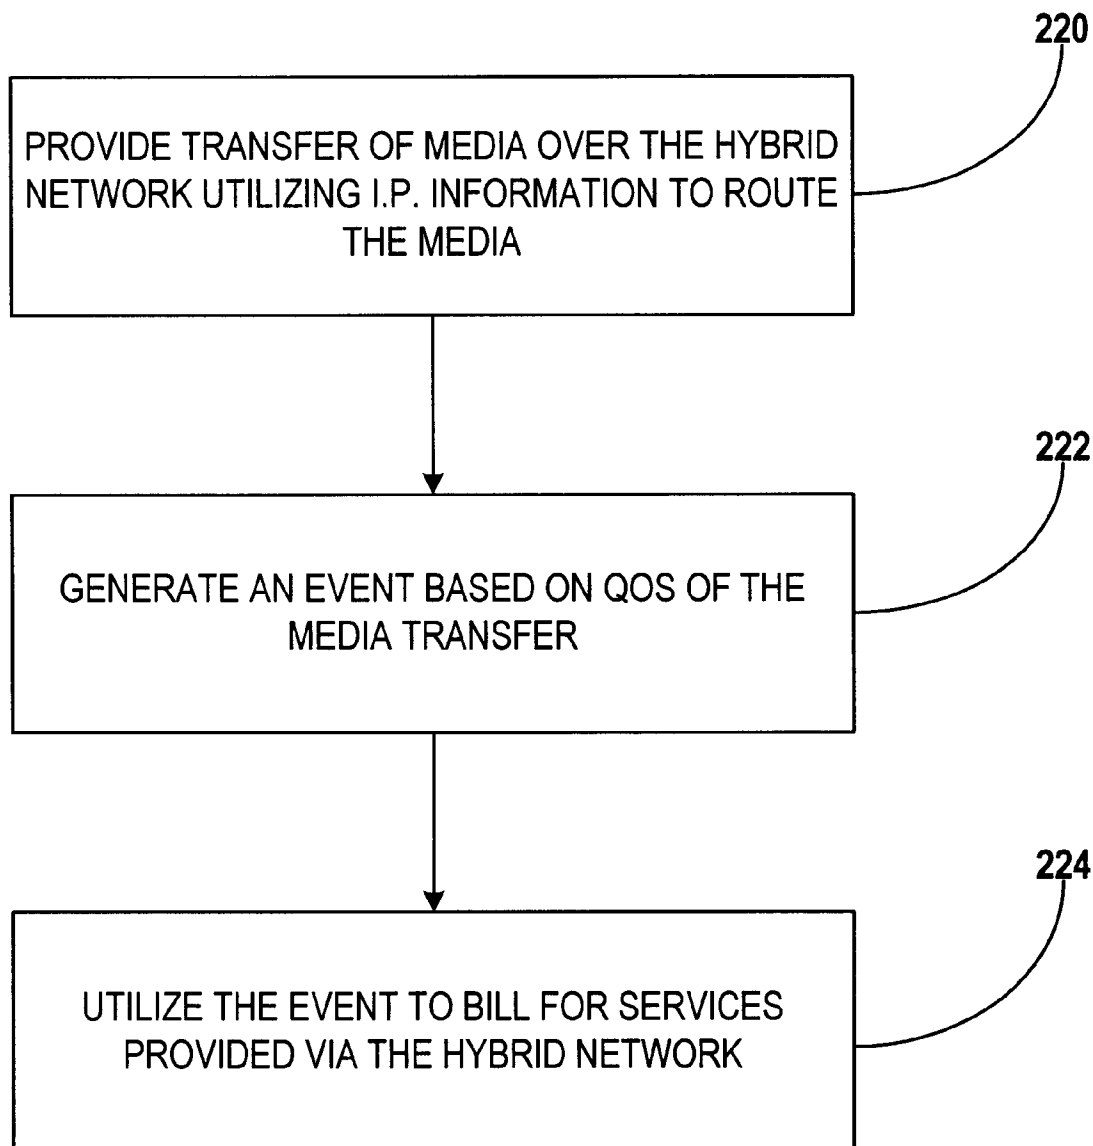 220
PROVIDE TRANSFER OF MEDIA OVER THE HYBRID
NETWORK UTILIZING I.P. INFORMATION TO ROUTE
THE MEDIA
222
GENERATE AN EVENT BASED ON QOS OF THE
MEDIA TRANSFER
224
UTILIZE THE EVENT TO BILL FOR SERVICES
PROVIDED VIA THE HYBRID NETWORK